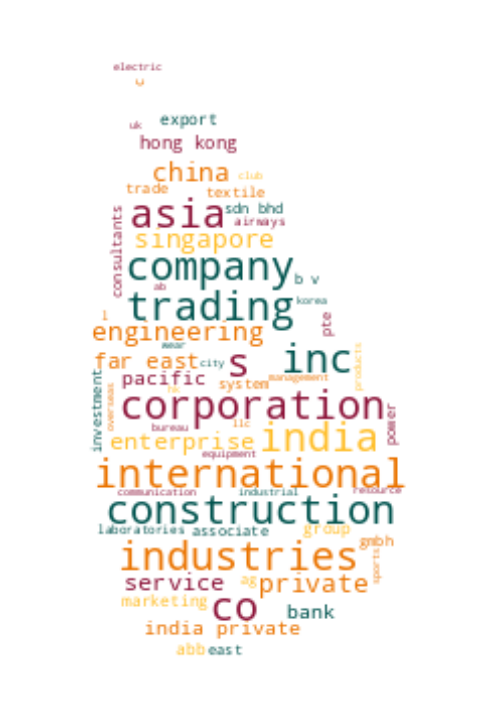 electric
u
uk export
hong kong
china club
trade textile
consultants
asia sdn bhd
airways
singapore
company b v
ab
trading korea
l
engineering pte
wear
far east city s inc
products
pacific system management
investment
overseas
corporation power
bureau llc
enterprise india
equipment
international
communication industrial resource
construction
laboratories associate group
gmbh
industries sports
service ag private
marketing co bank
india private
abb east